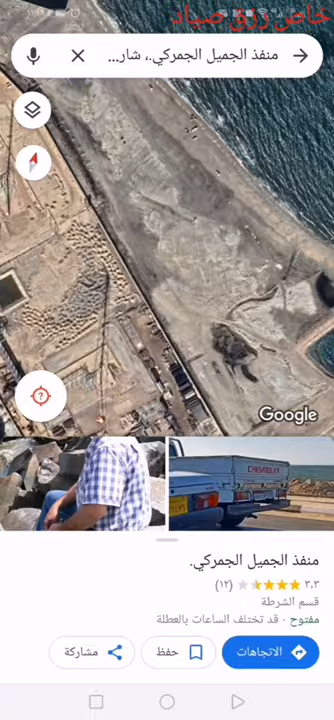 خاص رزق صياد
منفذ الجميل الجمركي.، شار...
Google
CHEVROLET
منفذ الجميل الجمركي.
٣٫٣ (١٢)
قسم الشرطة
مفتوح · قد تختلف الساعات بالعطلة
الاتجاهات
حفظ
مشاركة